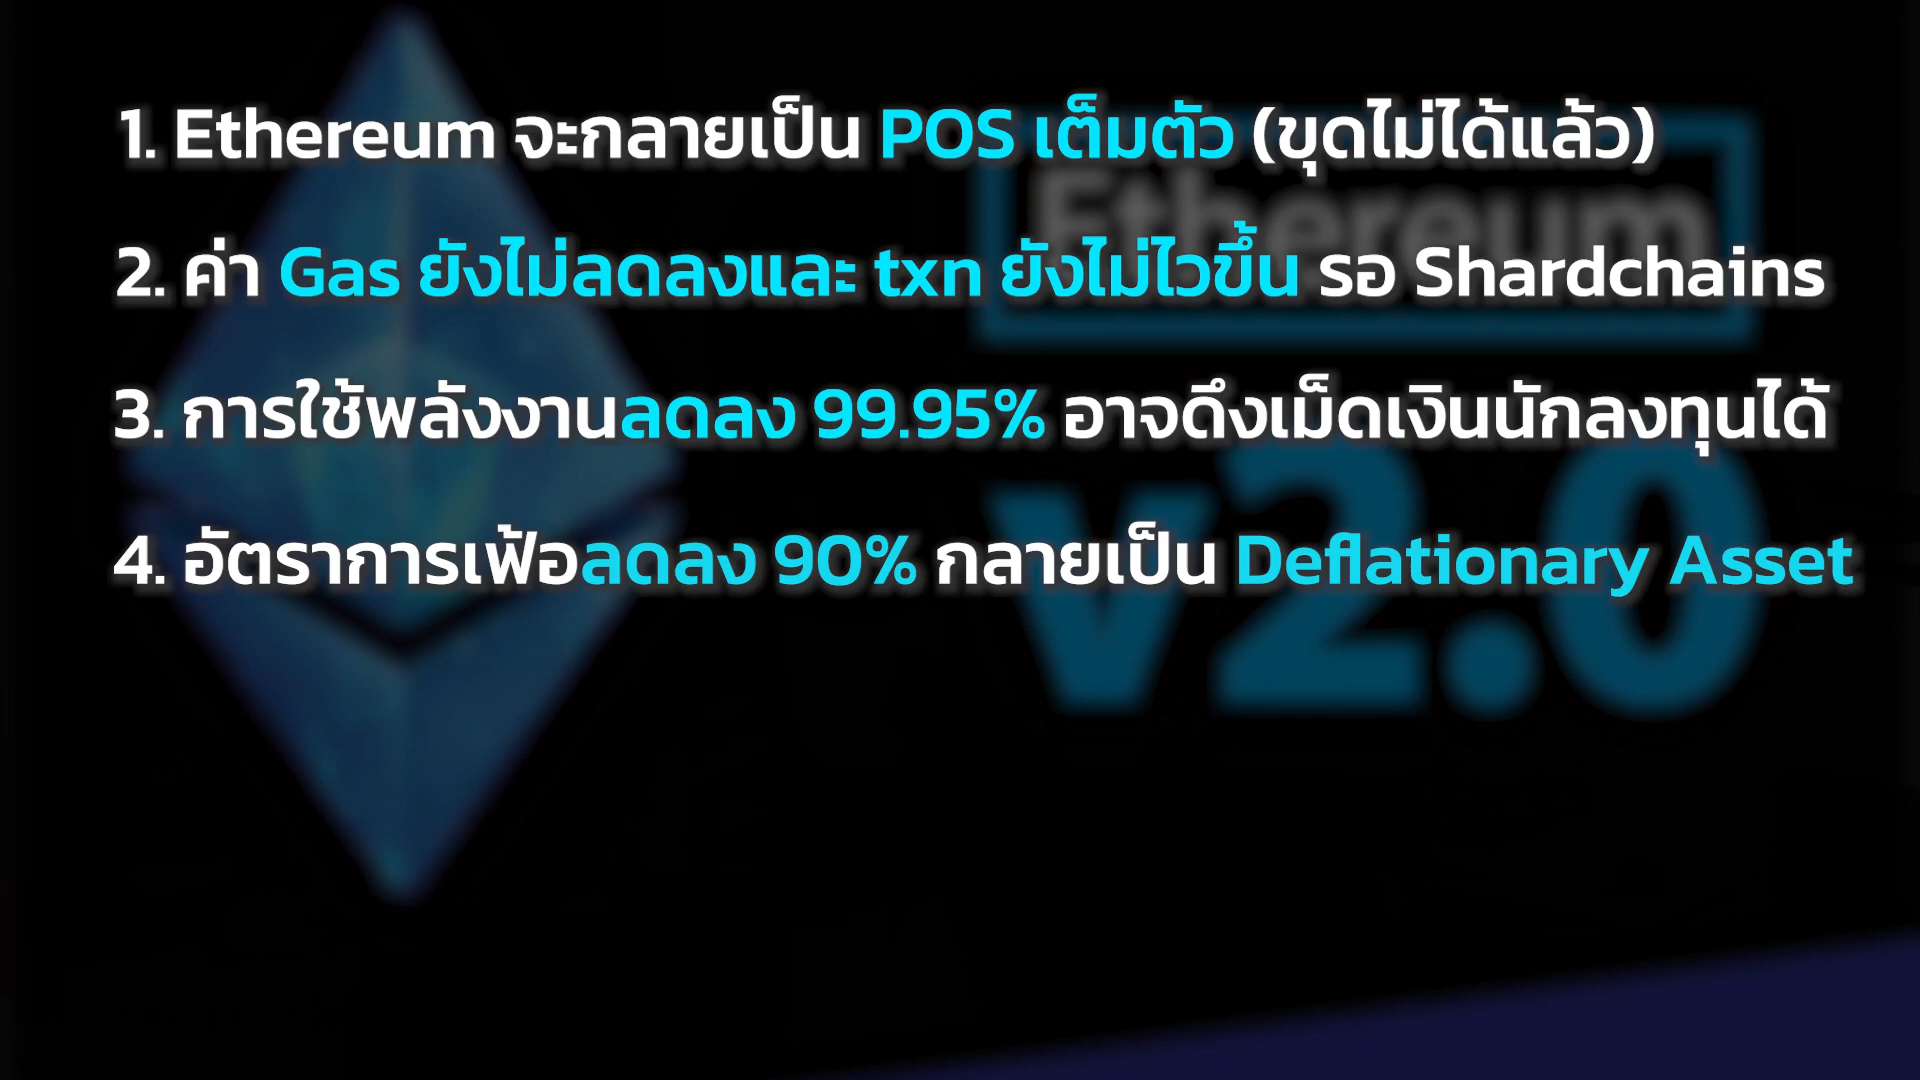 1. Ethereum จะกลายเป็น POS เต็มตัว (ขุดไม่ได้แล้ว)
Ethereum
2. ค่า Gas ยังไม่ลดลงและ txn ยังไม่ไวขึ้น รอ Shardchains
3. การใช้พลังงานลดลง 99.95% อาจดึงเม็ดเงินนักลงทุนได้
v2.0
4. อัตราการเฟ้อลดลง 90% กลายเป็น Deflationary Asset